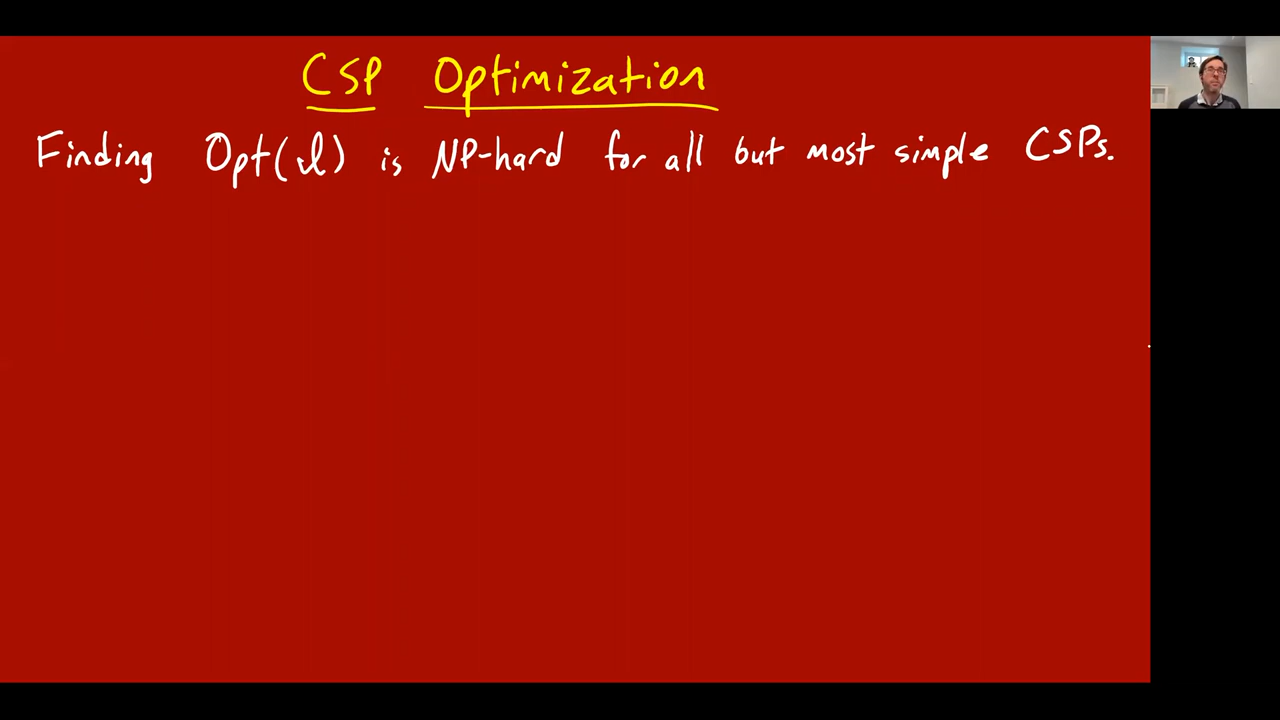 CSP Optimization
Finding Opt(I) is NP-hard for all but most simple CSPs.